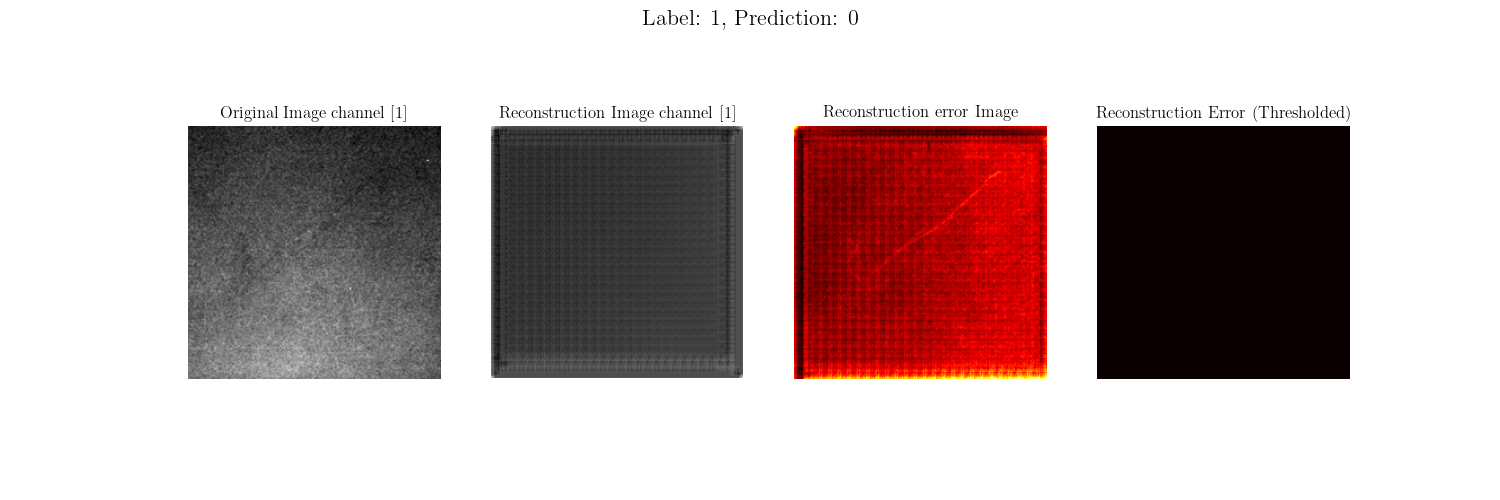 Label: 1, Prediction: 0
Original Image channel [1]
Reconstruction Image channel [1]
Reconstruction error Image
Reconstruction Error (Thresholded)